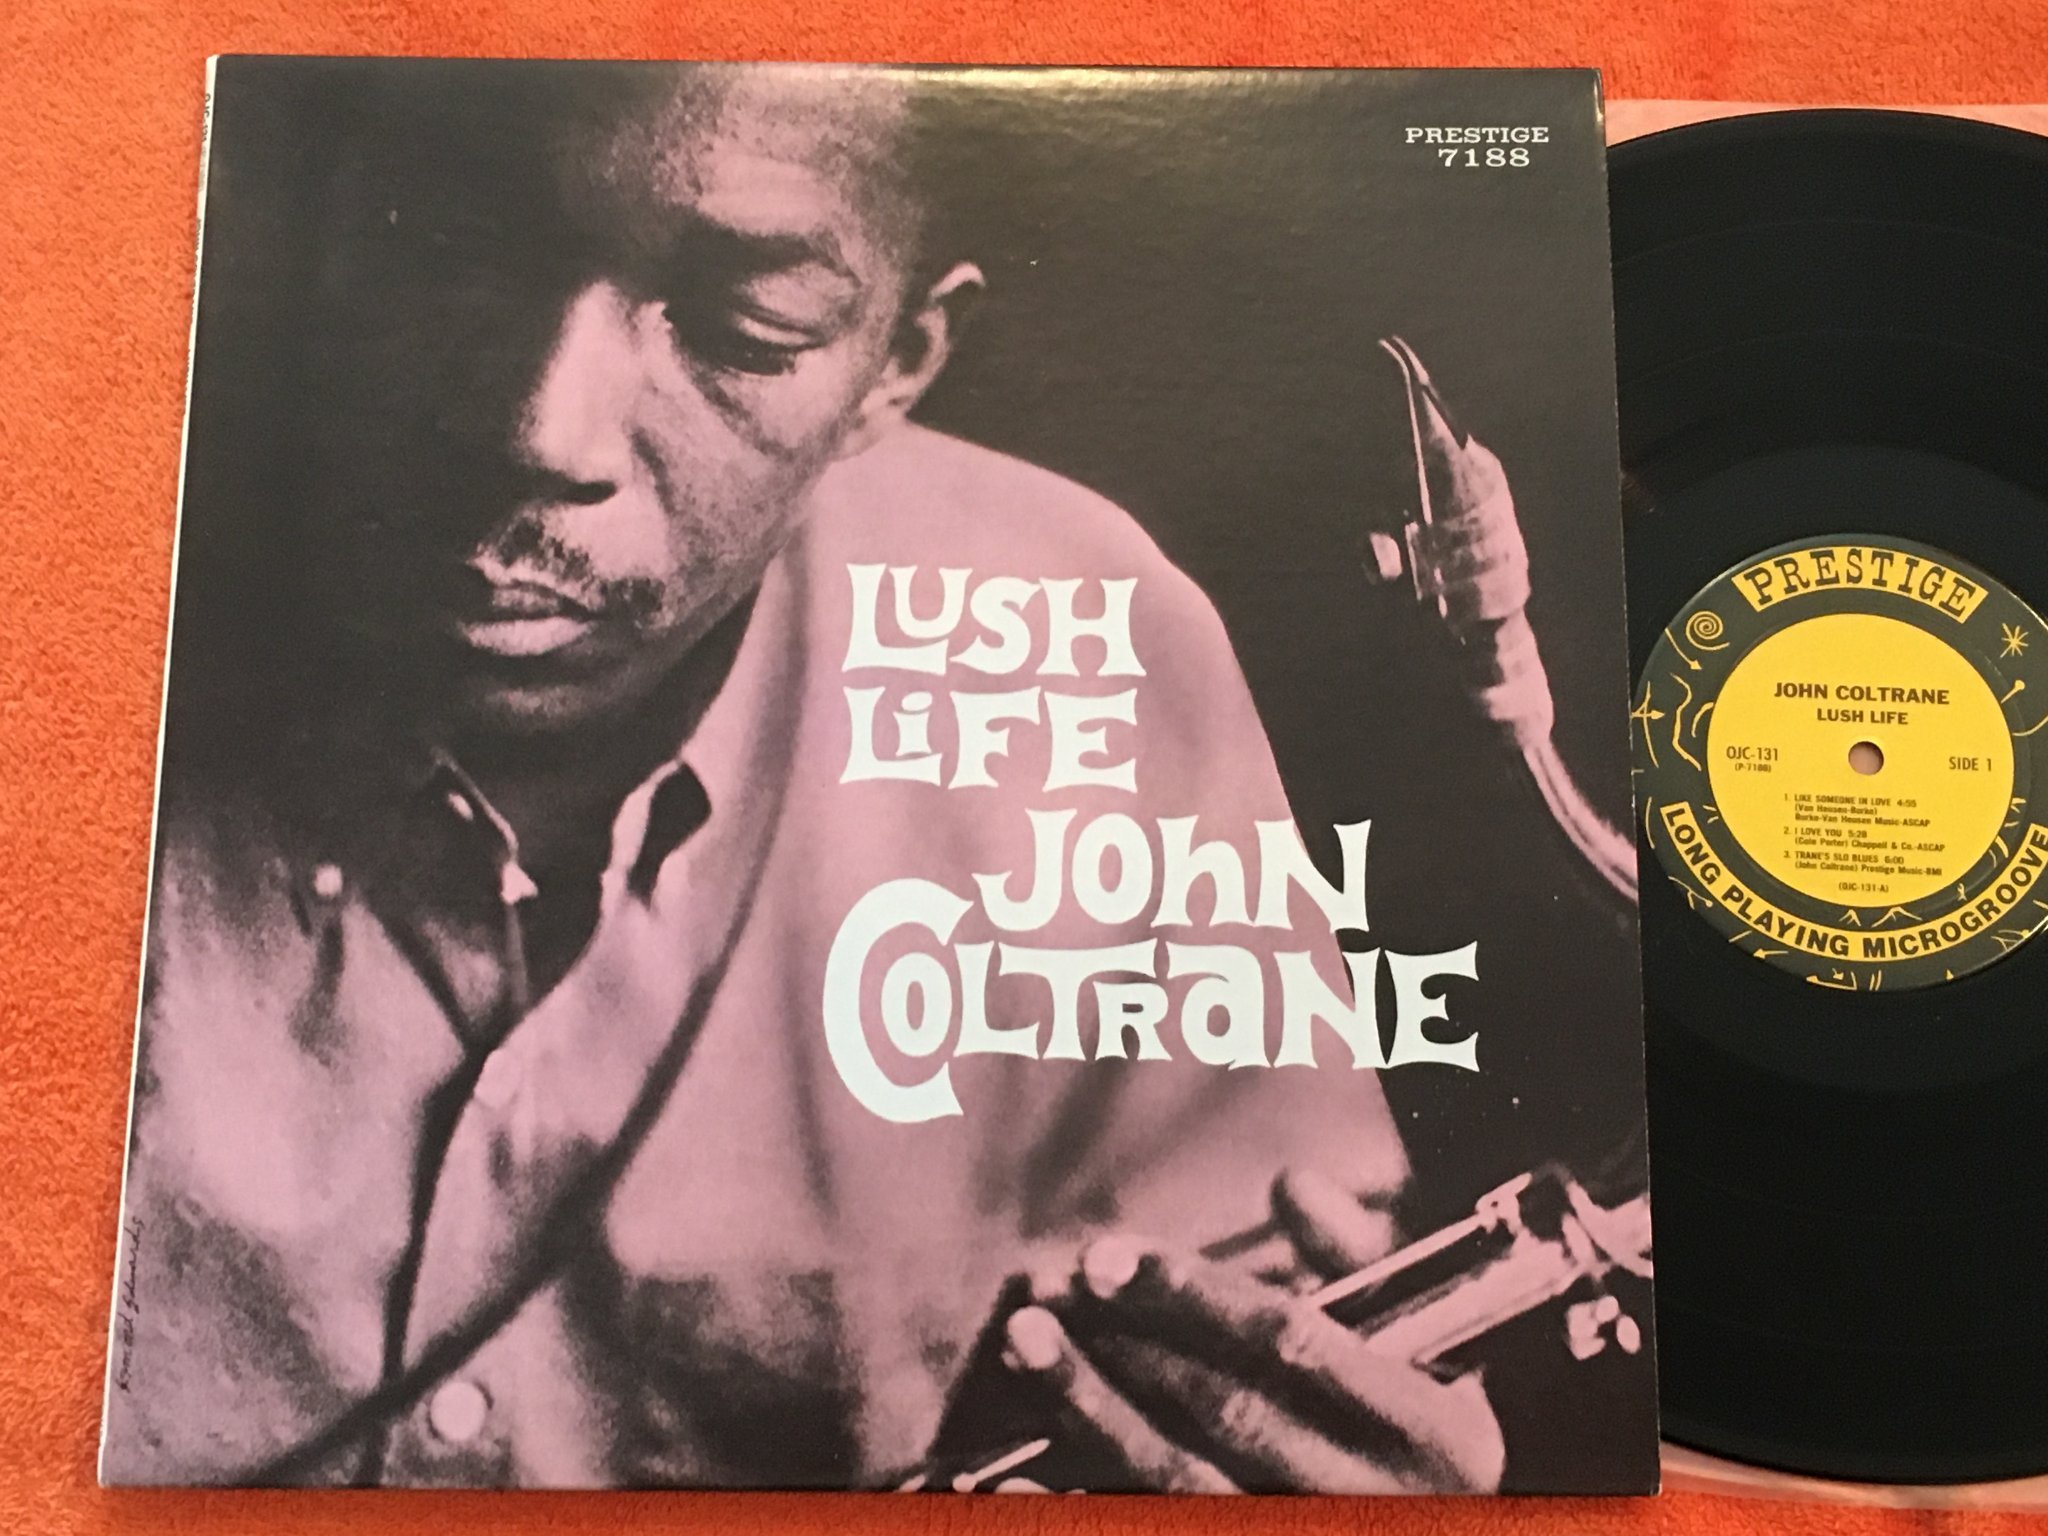 PRESTIGE
7188
LUSH
LiFE
JOhN
COLTRaNE
Esmond Edwards
PRESTIGE
JOHN COLTRANE
LUSH LIFE
OJC-131
(P-7188)
SIDE 1
1. LIKE SOMEONE IN LOVE 4:55
(Van Heusen-Burke)
Burke-Van Heusen Music-ASCAP
2. I LOVE YOU 5:28
(Cole Porter) Chappell & Co.-ASCAP
3. TRANE'S SLO BLUES 6:00
(John Coltrane) Prestige Music-BMI
(OJC-131-A)
LONG PLAYING MICROGROOVE